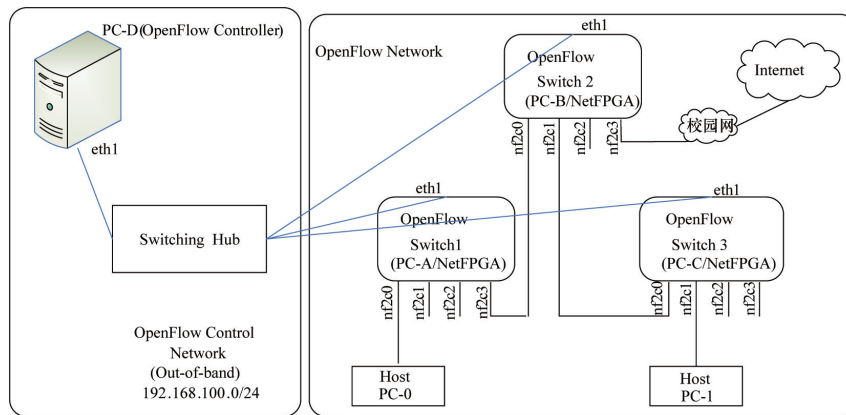 PC-D(OpenFlow Controller)
eth1
Switching Hub
OpenFlow Control
Network
(Out-of-band)
192.168.100.0/24
OpenFlow Network
eth1
OpenFlow
Switch 2
(PC-B/NetFPGA)
nf2c0
nf2c1
nf2c2
nf2c3
Internet
校园网
eth1
OpenFlow
Switch1
(PC-A/NetFPGA)
nf2c0
nf2c1
nf2c2
nf2c3
eth1
OpenFlow
Switch 3
(PC-C/NetFPGA)
nf2c0
nf2c1
nf2c2
nf2c3
Host
PC-0
Host
PC-1